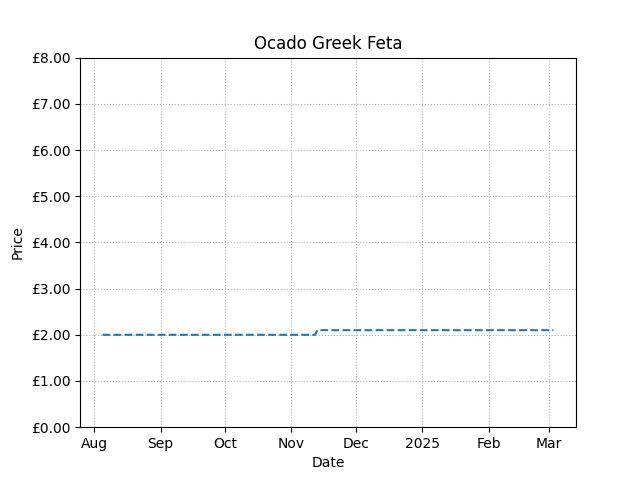 Ocado Greek Feta
£8.00
£7.00
£6.00
£5.00
£4.00
£3.00
£2.00
£1.00
£0.00
Price
Aug Sep Oct Nov Dec 2025 Feb Mar
Date